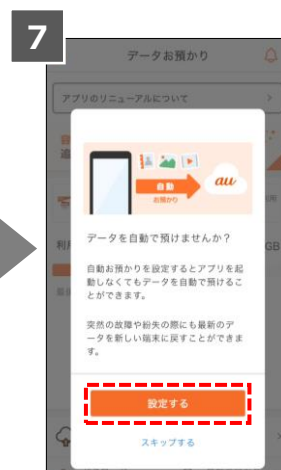 7
データお預かり
アプリのリニューアルについて
自動
お預かり
au
データを自動で預けませんか？
利用
GB
自動お預かりを設定するとアプリを起
動しなくてもデータを自動で預けるこ
とができます。
突然の故障や紛失の際にも最新のデ
ータを新しい端末に戻すことができま
す。
設定する
スキップする